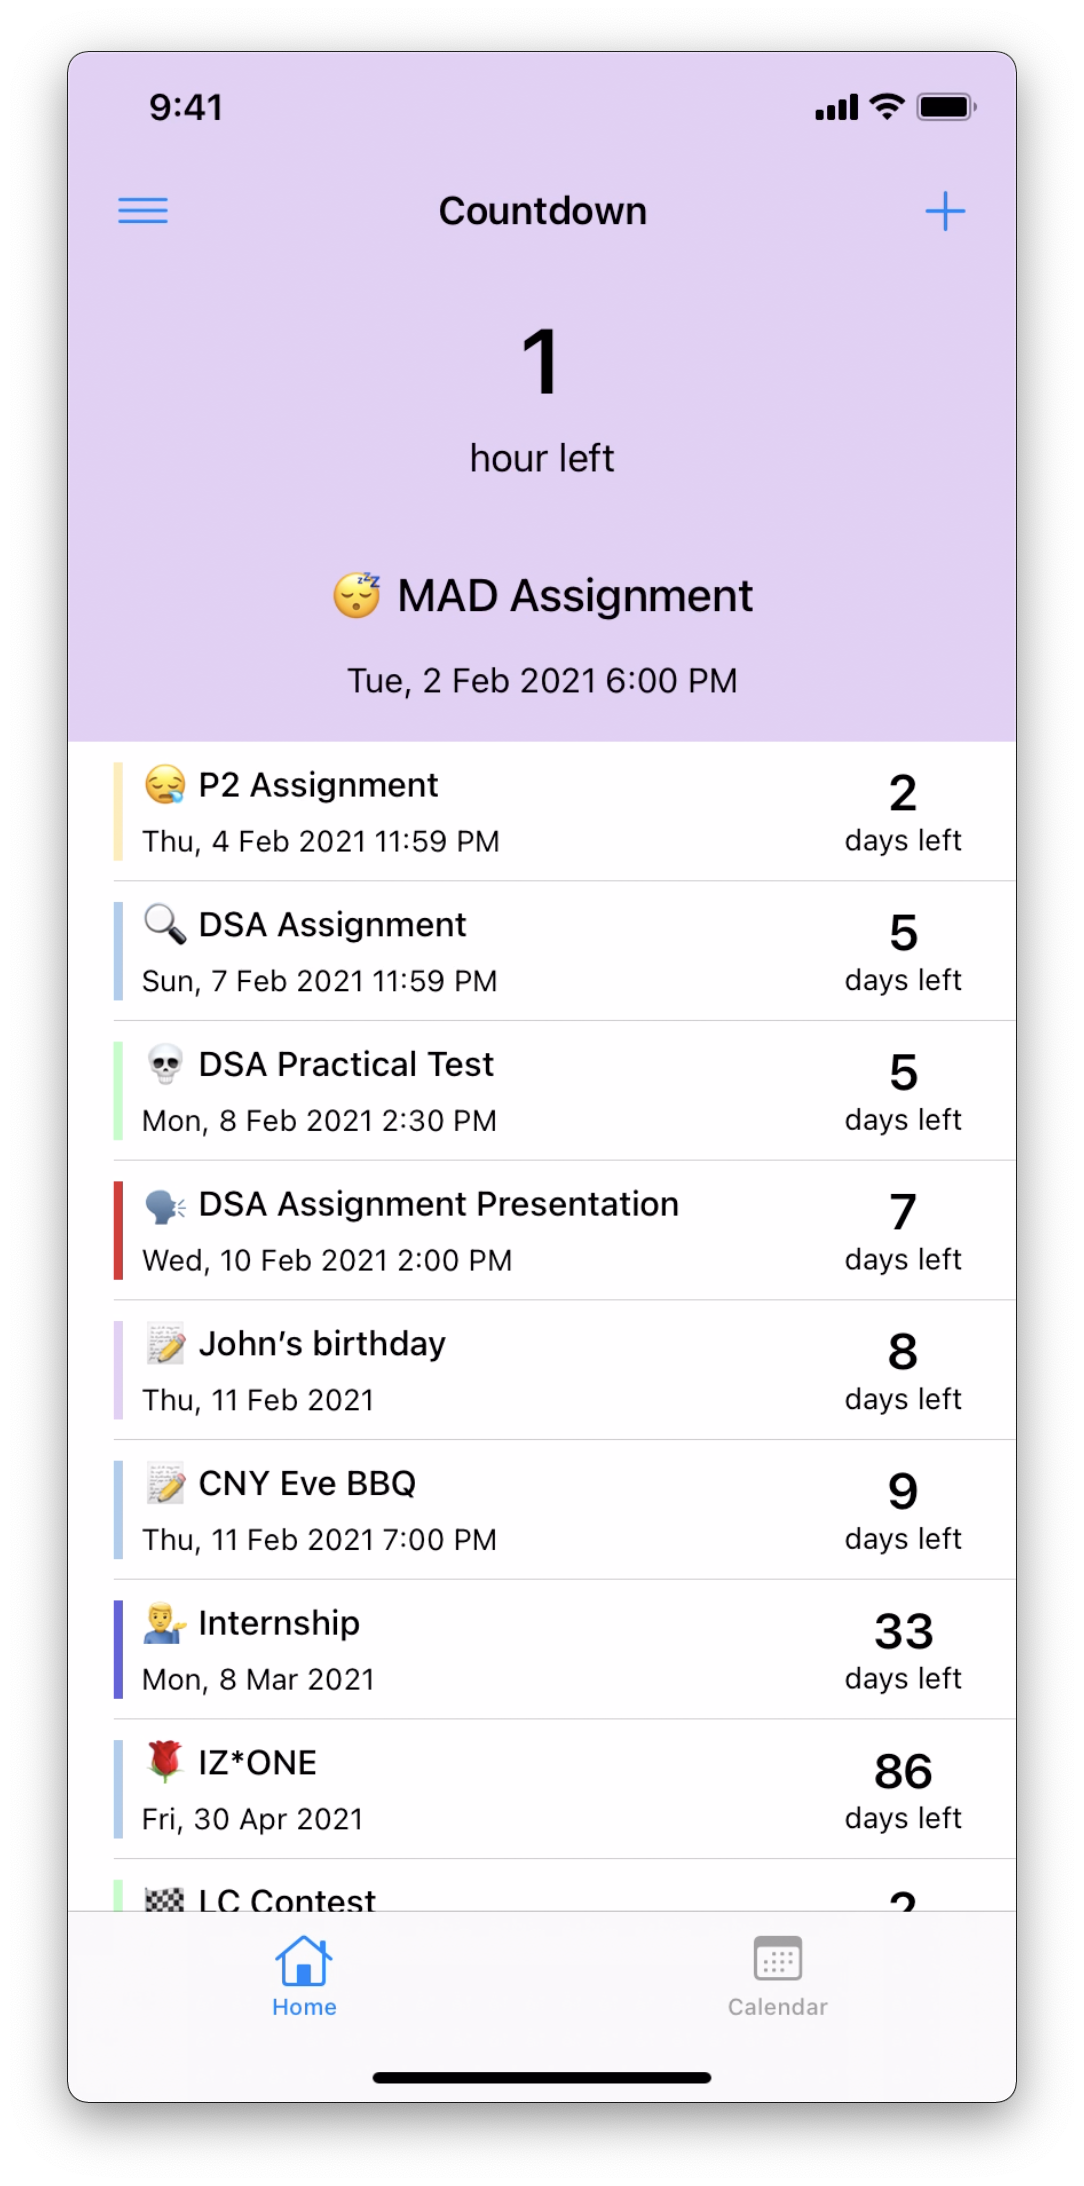 9:41
Countdown
1
hour left
😴 MAD Assignment
Tue, 2 Feb 2021 6:00 PM
😪 P2 Assignment
2
Thu, 4 Feb 2021 11:59 PM
days left
🔍 DSA Assignment
5
Sun, 7 Feb 2021 11:59 PM
days left
💀 DSA Practical Test
5
Mon, 8 Feb 2021 2:30 PM
days left
🗣️ DSA Assignment Presentation
7
Wed, 10 Feb 2021 2:00 PM
days left
📝 John’s birthday
8
Thu, 11 Feb 2021
days left
📝 CNY Eve BBQ
9
Thu, 11 Feb 2021 7:00 PM
days left
💁‍♂️ Internship
33
Mon, 8 Mar 2021
days left
🌹 IZ*ONE
86
Fri, 30 Apr 2021
days left
🏁 LC Contest
2
Home
Calendar